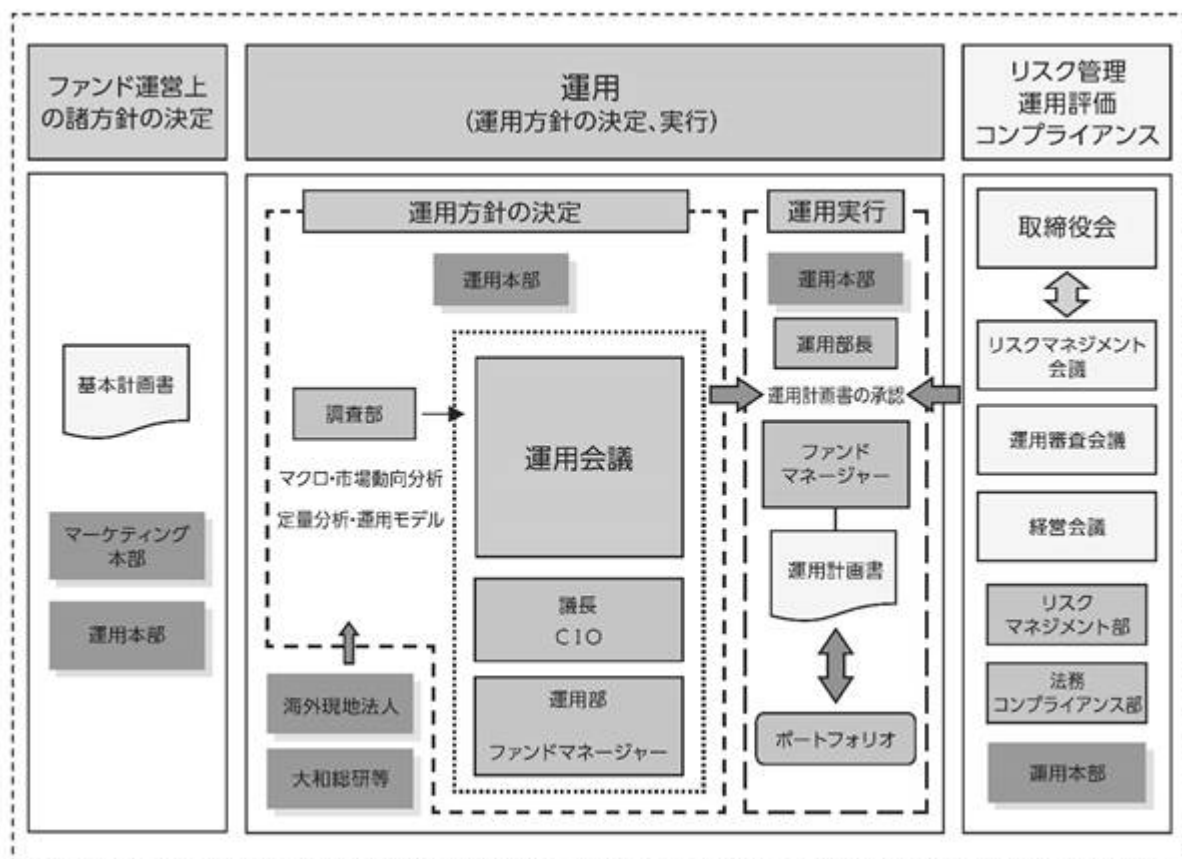 ファンド運営上
の諸方針の決定
運用
(運用方針の決定、実行)
リスク管理
運用評価
コンプライアンス
基本計画書
マーケティング
本部
運用本部
運用方針の決定
運用本部
調査部
マクロ・市場動向分析
定量分析・運用モデル
運用会議
議長
CIO
運用部
ファンドマネージャー
海外現地法人
大和総研等
運用実行
運用本部
運用部長
運用計画書の承認
ファンド
マネージャー
運用計画書
ポートフォリオ
取締役会
リスクマネジメント
会議
運用審査会議
経営会議
リスク
マネジメント部
法務
コンプライアンス部
運用本部